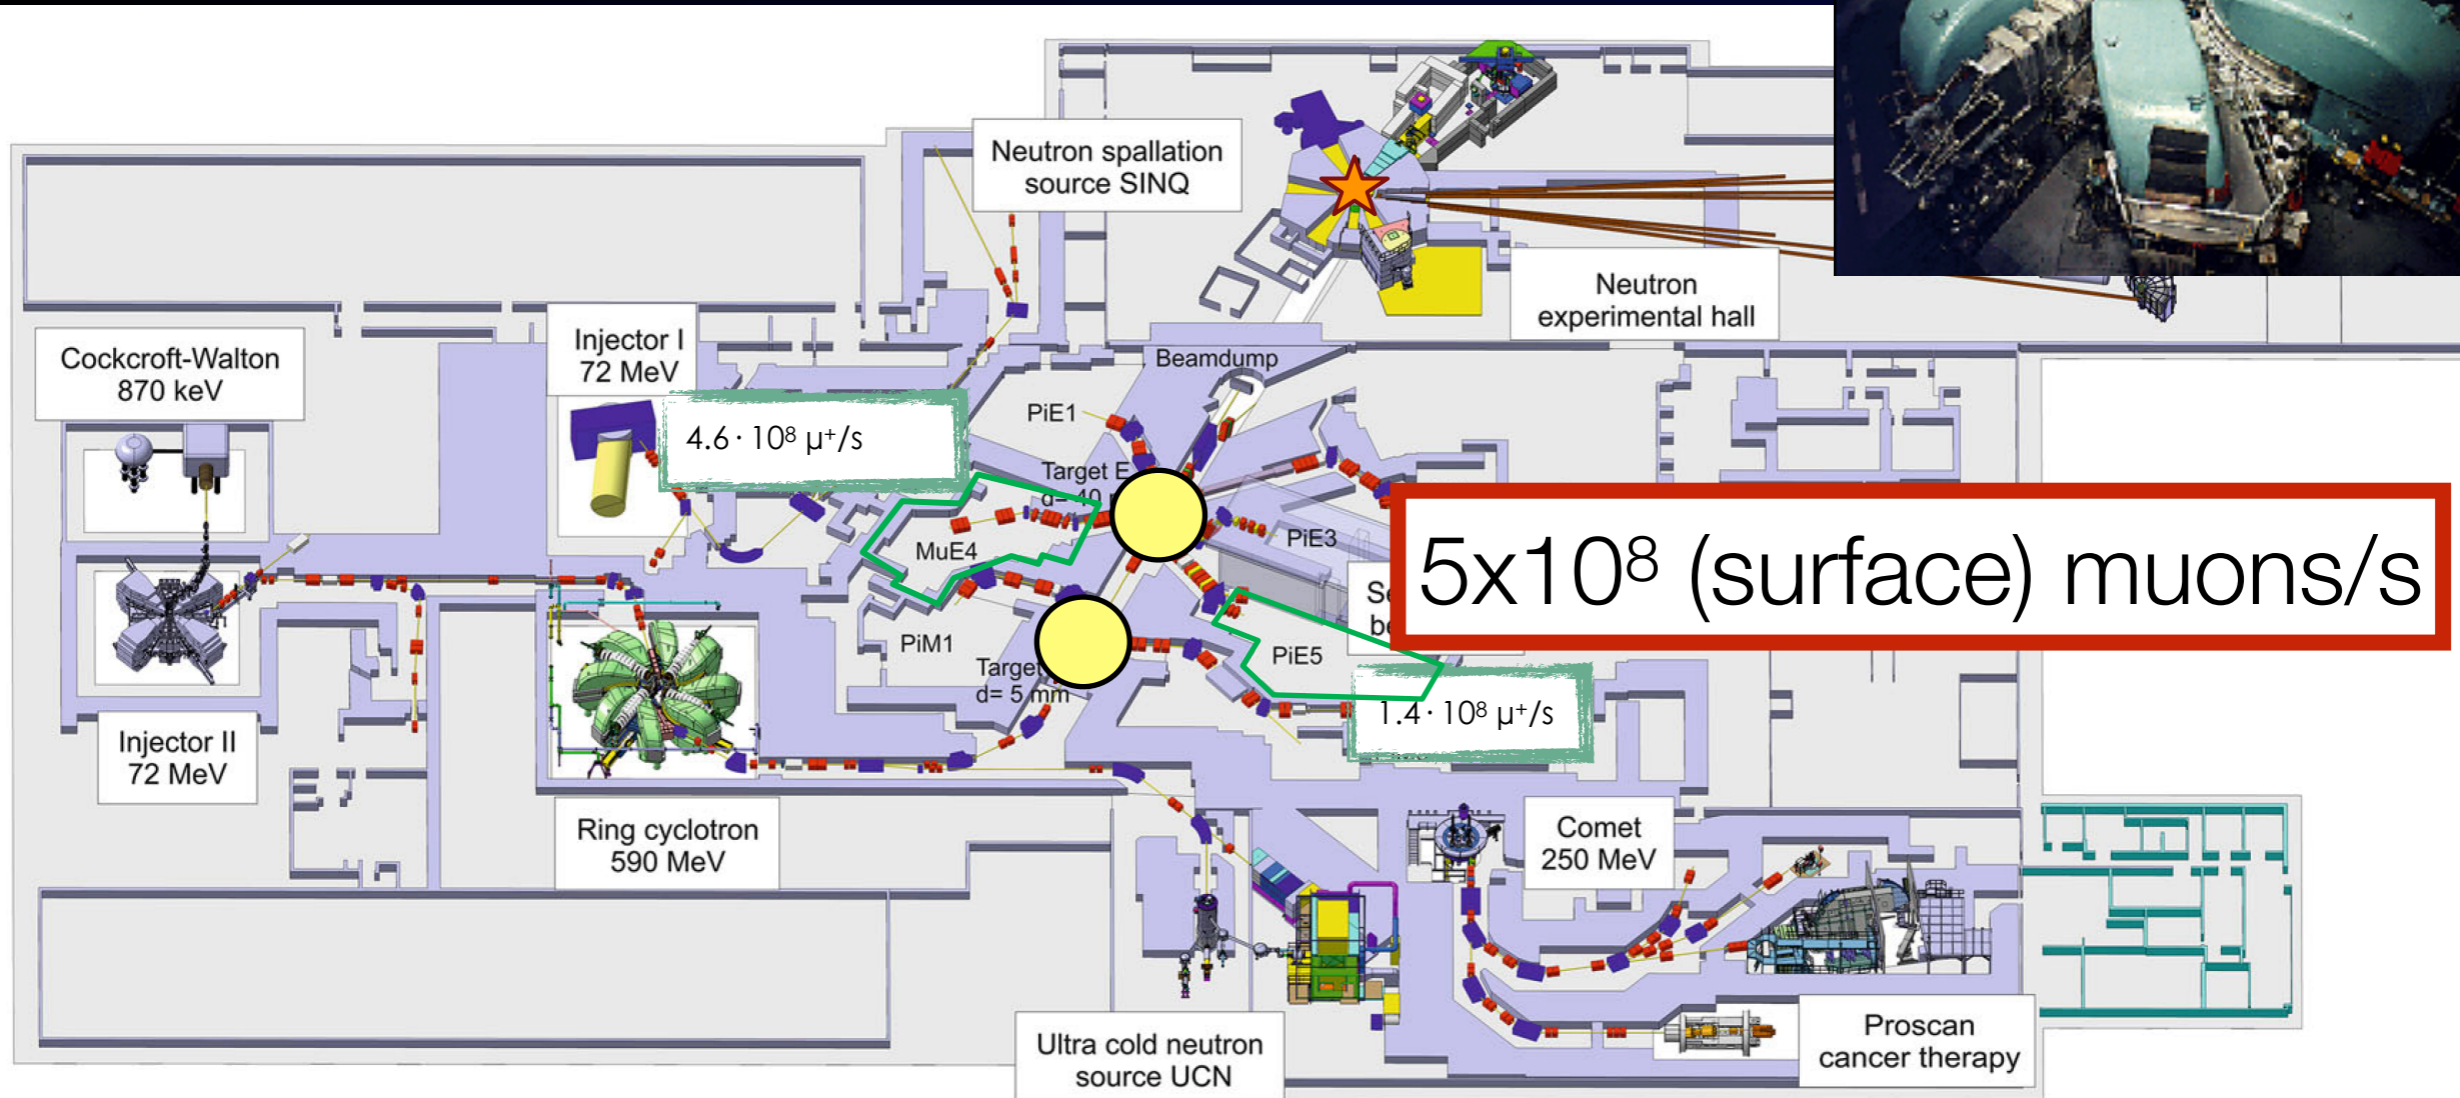 Neutron spallation
source SINQ
Neutron
experimental hall
Cockcroft-Walton
870 keV
Injector I
72 MeV
Beamdump
PiE1
4.6 · 10⁸ μ⁺/s
Target E
MuE4
PiE3
5x10⁸ (surface) muons/s
PiM1
PiE5
Target
d= 5 mm
1.4 · 10⁸ μ⁺/s
Injector II
72 MeV
Ring cyclotron
590 MeV
Comet
250 MeV
Ultra cold neutron
source UCN
Proscan
cancer therapy